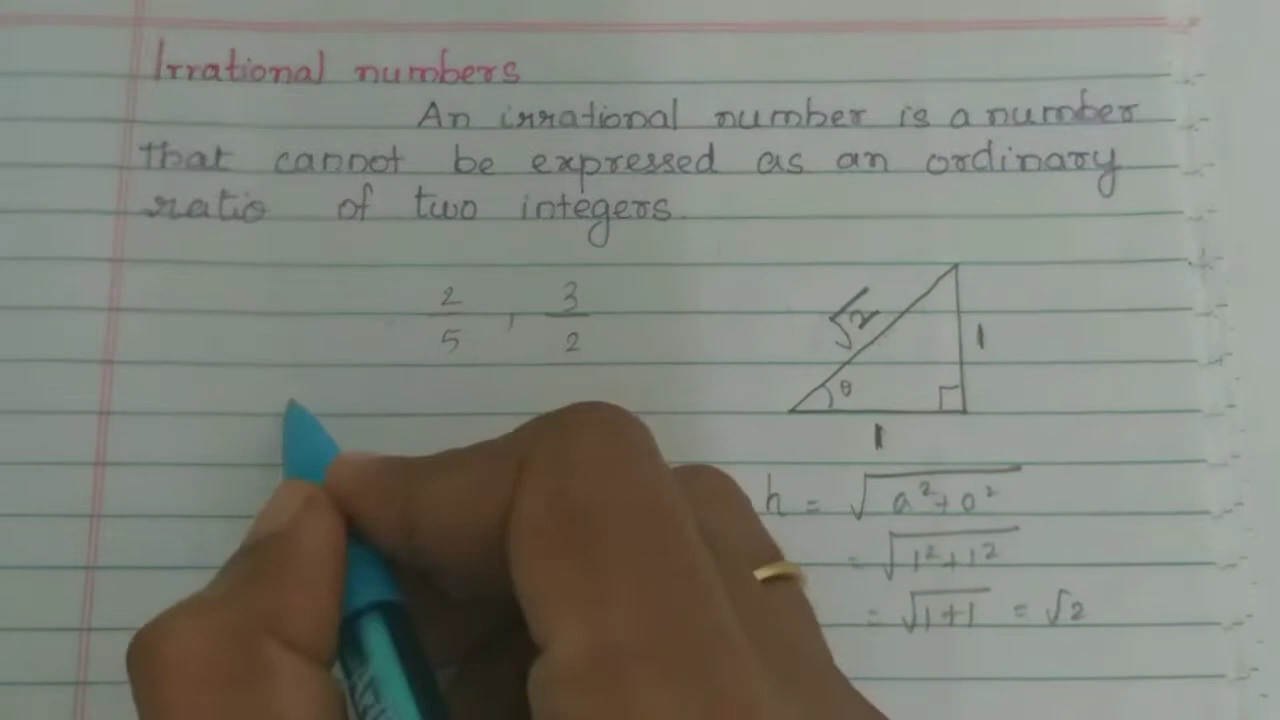 Irrational numbers
An irrational number is a number
that cannot be expressed as an ordinary
ratio of two integers.
2/5 , 3/2
√2
1
θ
1
h = √(a²+o²)
= √(1²+1²)
= √(1+1) = √2